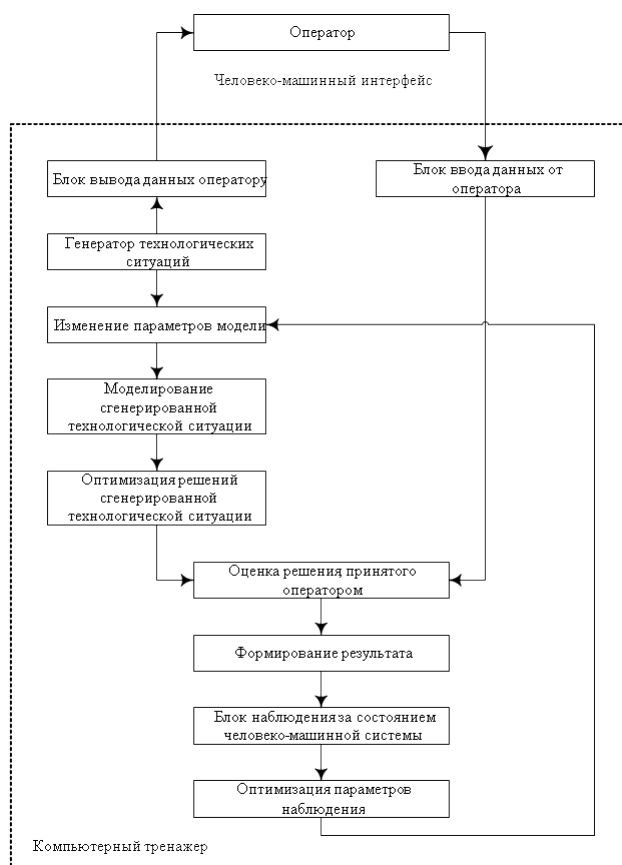 Оператор
Человеко-машинный интерфейс
Блок вывода данных оператору
Блок ввода данных от
оператора
Генератор технологических
ситуаций
Изменение параметров модели
Моделирование
сгенерированной
технологической ситуации
Оптимизация решений
сгенерированной
технологической ситуации
Оценка решения, принятого
оператором
Формирование результата
Блок наблюдения за состоянием
человеко-машинной системы
Оптимизация параметров
наблюдения
Компьютерный тренажер